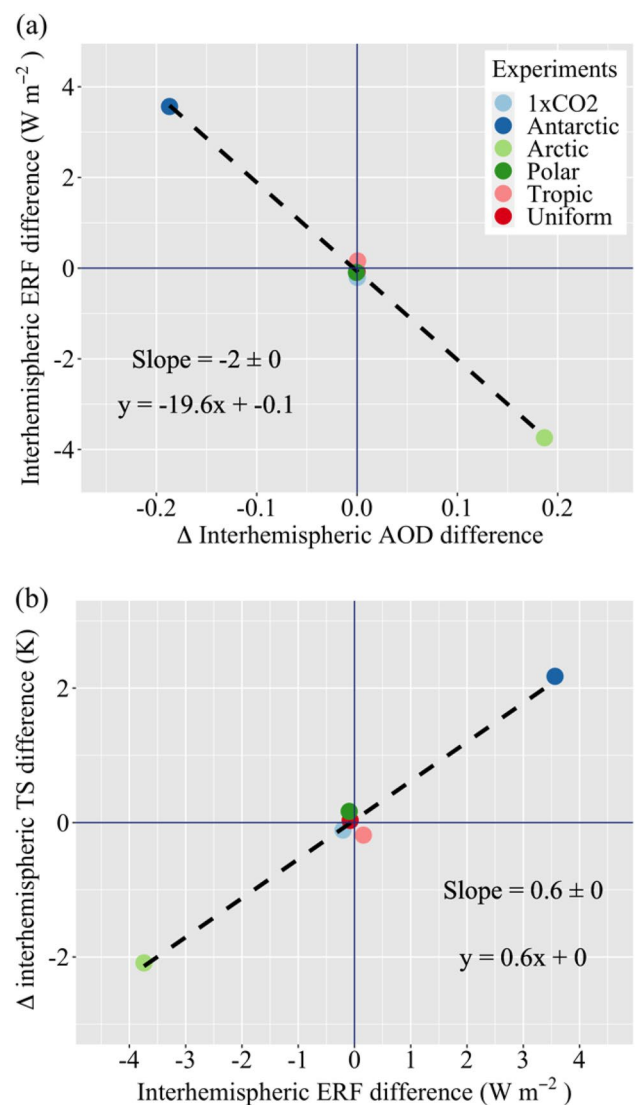 (a)
Interhemispheric ERF difference (W m⁻²)
4
2
0
-2
-4
Experiments
1xCO2
Antarctic
Arctic
Polar
Tropic
Uniform
Slope = -2 ± 0
y = -19.6x + -0.1
-0.2 -0.1 0.0 0.1 0.2
Δ Interhemispheric AOD difference
(b)
Δ interhemispheric TS difference (K)
2
0
-2
Slope = 0.6 ± 0
y = 0.6x + 0
-4 -3 -2 -1 0 1 2 3 4
Interhemispheric ERF difference (W m⁻²)